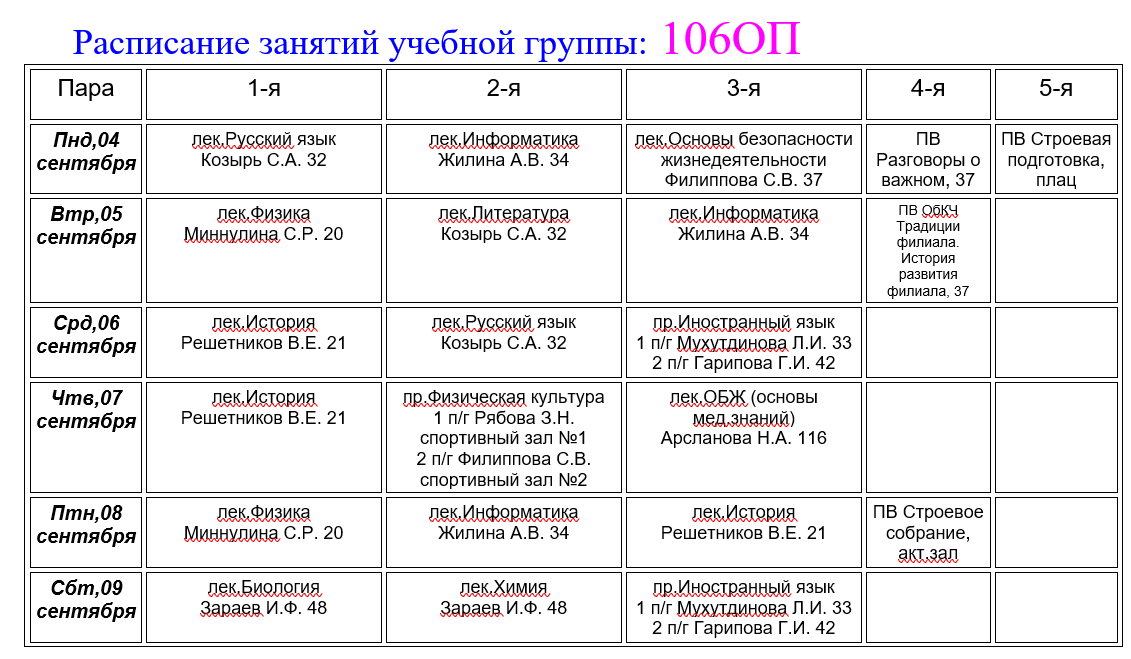 Расписание занятий учебной группы: 106ОП
Пара
1-я
2-я
3-я
4-я
5-я
Пнд,04
сентября
лек.Русский язык
Козырь С.А. 32
лек.Информатика
Жилина А.В. 34
лек.Основы безопасности
жизнедеятельности
Филиппова С.В. 37
ПВ
Разговоры о
важном, 37
ПВ Строевая
подготовка,
плац
Втр,05
сентября
лек.Физика
Миннулина С.Р. 20
лек.Литература
Козырь С.А. 32
лек.Информатика
Жилина А.В. 34
ПВ ОбКЧ
Традиции
филиала.
История
развития
филиала, 37
Срд,06
сентября
лек.История
Решетников В.Е. 21
лек.Русский язык
Козырь С.А. 32
пр.Иностранный язык
1 п/г Мухутдинова Л.И. 33
2 п/г Гарипова Г.И. 42
Чтв,07
сентября
лек.История
Решетников В.Е. 21
пр.Физическая культура
1 п/г Рябова З.Н.
спортивный зал №1
2 п/г Филиппова С.В.
спортивный зал №2
лек.ОБЖ (основы
мед.знаний)
Арсланова Н.А. 116
Птн,08
сентября
лек.Физика
Миннулина С.Р. 20
лек.Информатика
Жилина А.В. 34
лек.История
Решетников В.Е. 21
ПВ Строевое
собрание,
акт.зал
Сбт,09
сентября
лек.Биология
Зараев И.Ф. 48
лек.Химия
Зараев И.Ф. 48
пр.Иностранный язык
1 п/г Мухутдинова Л.И. 33
2 п/г Гарипова Г.И. 42